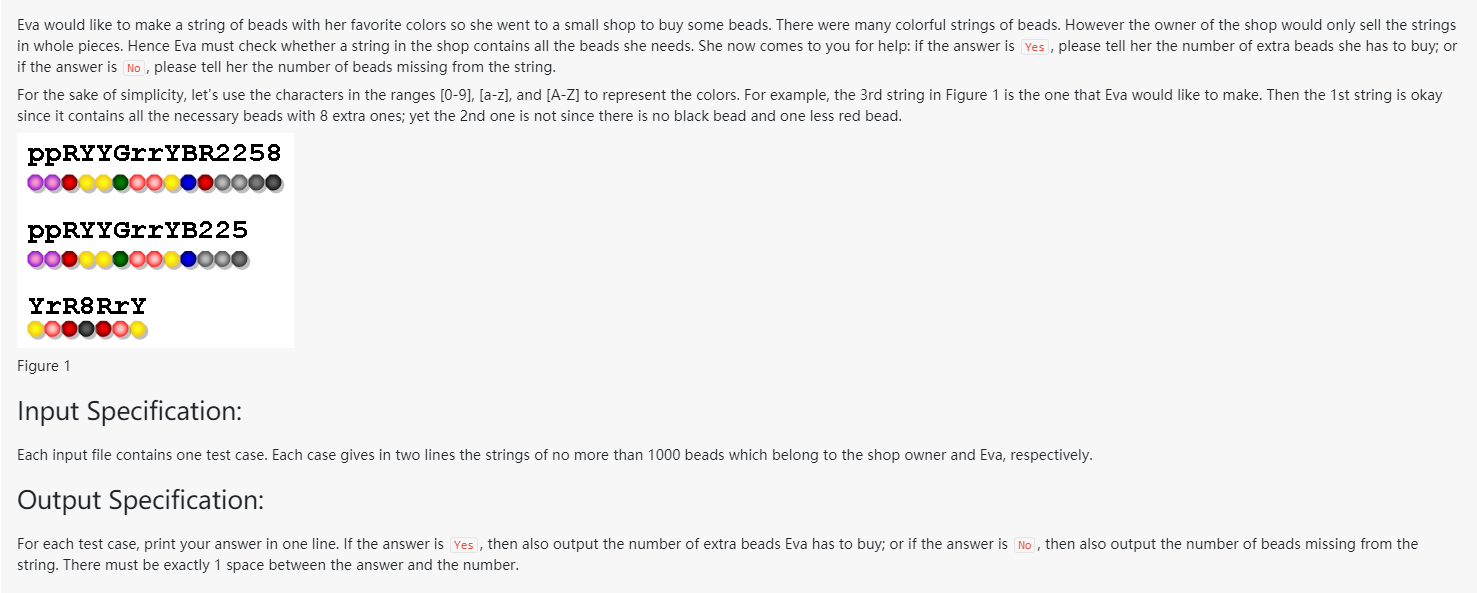 Eva would like to make a string of beads with her favorite colors so she went to a small shop to buy some beads. There were many colorful strings of beads. However the owner of the shop would only sell the strings
in whole pieces. Hence Eva must check whether a string in the shop contains all the beads she needs. She now comes to you for help: if the answer is Yes , please tell her the number of extra beads she has to buy; or
if the answer is No , please tell her the number of beads missing from the string.
For the sake of simplicity, let's use the characters in the ranges [0-9], [a-z], and [A-Z] to represent the colors. For example, the 3rd string in Figure 1 is the one that Eva would like to make. Then the 1st string is okay
since it contains all the necessary beads with 8 extra ones; yet the 2nd one is not since there is no black bead and one less red bead.
ppRYYGrrYBR2258
ppRYYGrrYB225
YrR8RrY
Figure 1
Input Specification:
Each input file contains one test case. Each case gives in two lines the strings of no more than 1000 beads which belong to the shop owner and Eva, respectively.
Output Specification:
For each test case, print your answer in one line. If the answer is Yes , then also output the number of extra beads Eva has to buy; or if the answer is No , then also output the number of beads missing from the
string. There must be exactly 1 space between the answer and the number.